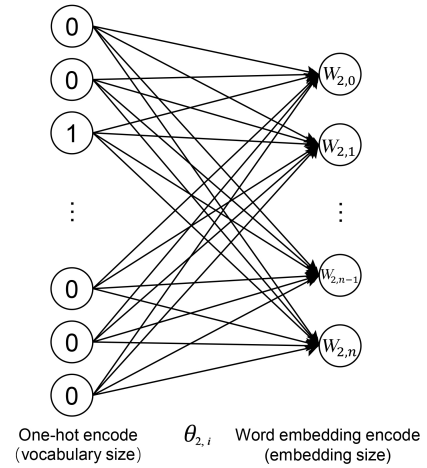 0
0
1
⋮
0
0
0
W₂,₀
W₂,₁
⋮
W₂,ₙ₋₁
W₂,ₙ
One-hot encode
(vocabulary size)
θ₂, ᵢ
Word embedding encode
(embedding size)